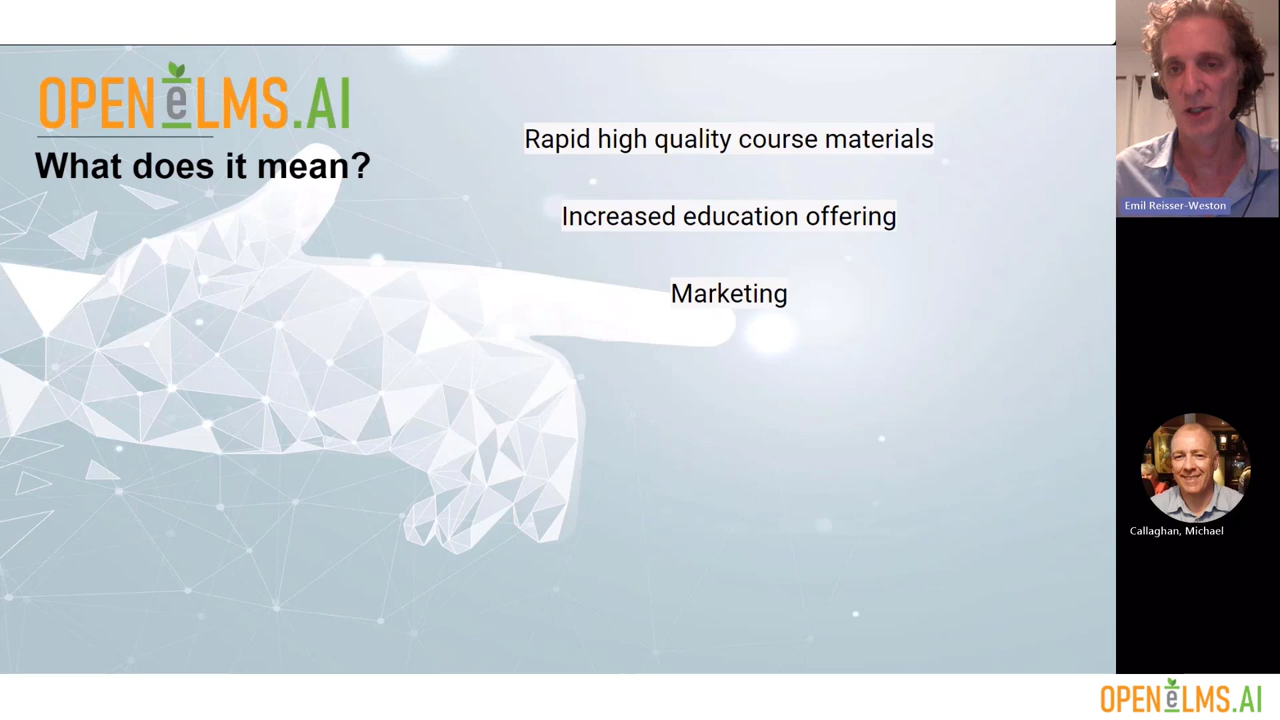 OPENeLMS.AI
What does it mean?
Rapid high quality course materials
Increased education offering
Marketing
Emil Reisser-Weston
Callaghan, Michael
OPENeLMS.AI